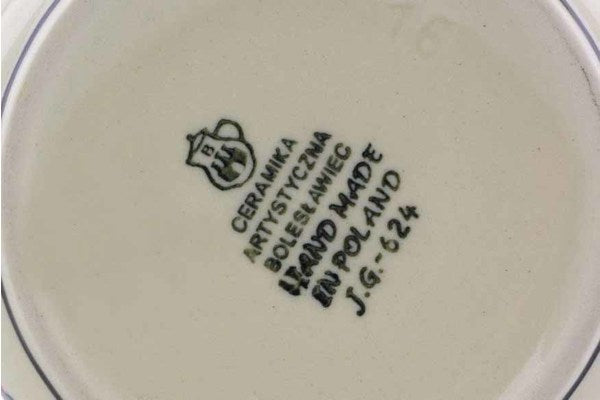 B
CERAMIKA
ARTYSTYCZNA
BOLESŁAWIEC
HAND MADE
IN POLAND
J.G.-624